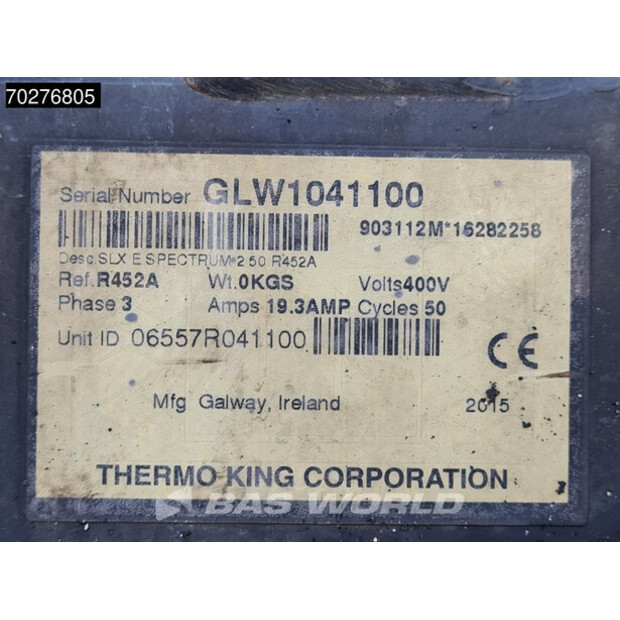 70276805
Serial Number GLW1041100
903112M*16282258
Desc.SLX E SPECTRUM*2 50 R452A
Ref.R452A Wt.0KGS Volts400V
Phase 3 Amps 19.3AMP Cycles 50
Unit ID 06557R041100
CE
Mfg Galway, Ireland 2015
THERMO KING CORPORATION
BAS WORLD